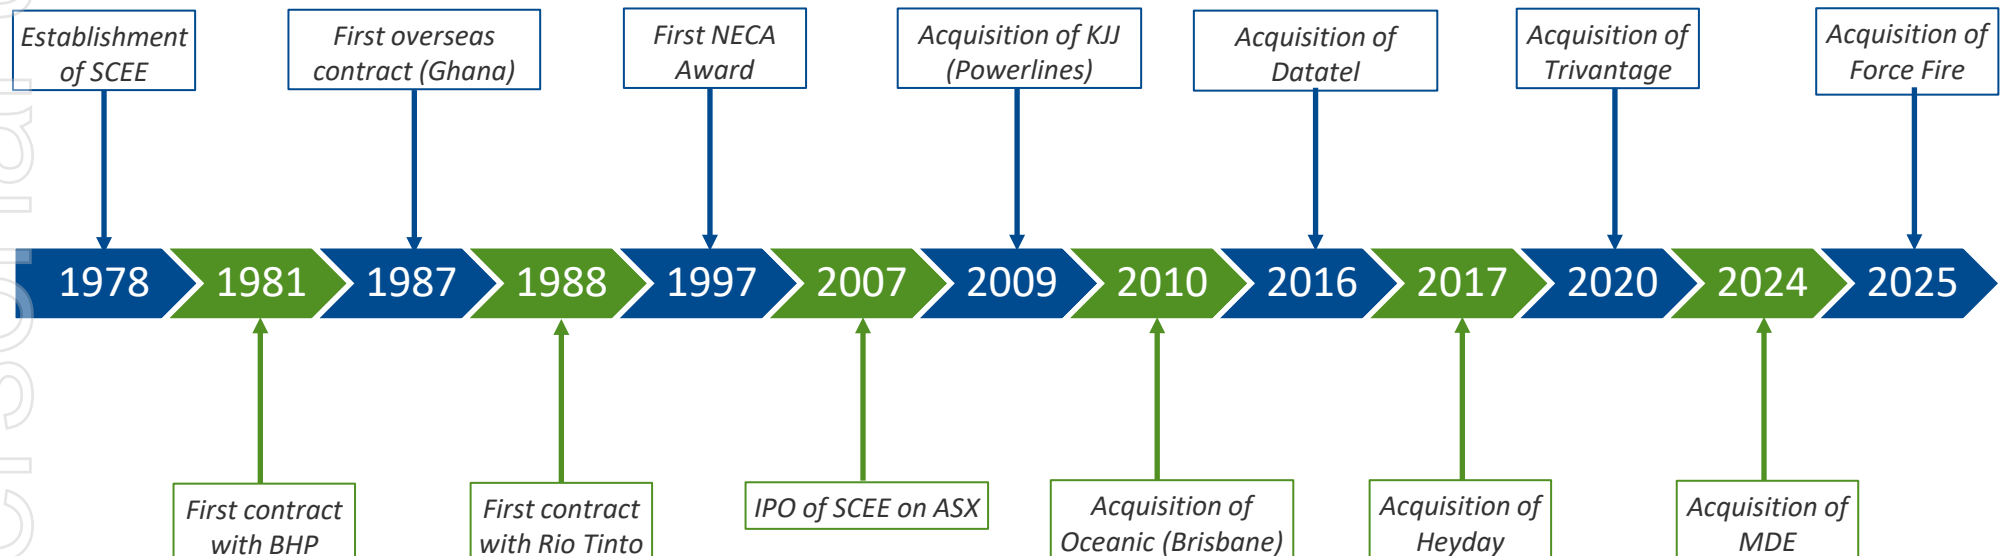 Establishment
of SCEE
First overseas
contract (Ghana)
First NECA
Award
Acquisition of KJJ
(Powerlines)
Acquisition of
Datatel
Acquisition of
Trivantage
Acquisition of
Force Fire
1978
1981
1987
1988
1997
2007
2009
2010
2016
2017
2020
2024
2025
First contract
with BHP
First contract
with Rio Tinto
IPO of SCEE on ASX
Acquisition of
Oceanic (Brisbane)
Acquisition of
Heyday
Acquisition of
MDE